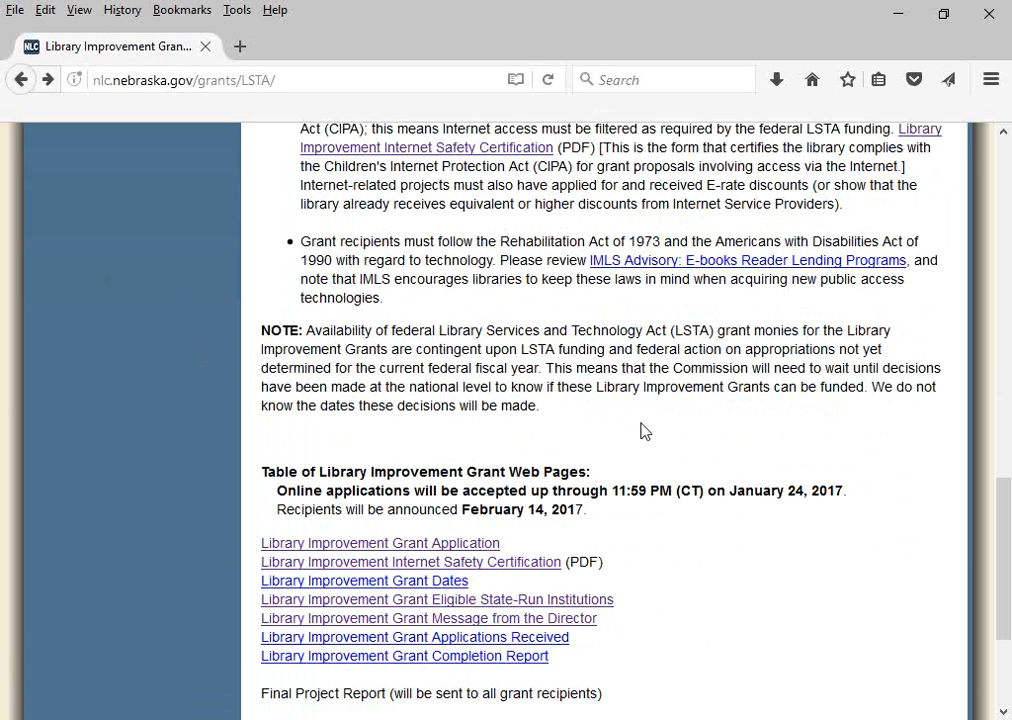 File Edit View History Bookmarks Tools Help
NLC Library Improvement Gran...
nlc.nebraska.gov/grants/LSTA/ Search
Act (CIPA); this means Internet access must be filtered as required by the federal LSTA funding. Library
Improvement Internet Safety Certification (PDF) [This is the form that certifies the library complies with
the Children's Internet Protection Act (CIPA) for grant proposals involving access via the Internet.]
Internet-related projects must also have applied for and received E-rate discounts (or show that the
library already receives equivalent or higher discounts from Internet Service Providers).
• Grant recipients must follow the Rehabilitation Act of 1973 and the Americans with Disabilities Act of
1990 with regard to technology. Please review IMLS Advisory: E-books Reader Lending Programs, and
note that IMLS encourages libraries to keep these laws in mind when acquiring new public access
technologies.
NOTE: Availability of federal Library Services and Technology Act (LSTA) grant monies for the Library
Improvement Grants are contingent upon LSTA funding and federal action on appropriations not yet
determined for the current federal fiscal year. This means that the Commission will need to wait until decisions
have been made at the national level to know if these Library Improvement Grants can be funded. We do not
know the dates these decisions will be made.
Table of Library Improvement Grant Web Pages:
Online applications will be accepted up through 11:59 PM (CT) on January 24, 2017.
Recipients will be announced February 14, 2017.
Library Improvement Grant Application
Library Improvement Internet Safety Certification (PDF)
Library Improvement Grant Dates
Library Improvement Grant Eligible State-Run Institutions
Library Improvement Grant Message from the Director
Library Improvement Grant Applications Received
Library Improvement Grant Completion Report
Final Project Report (will be sent to all grant recipients)